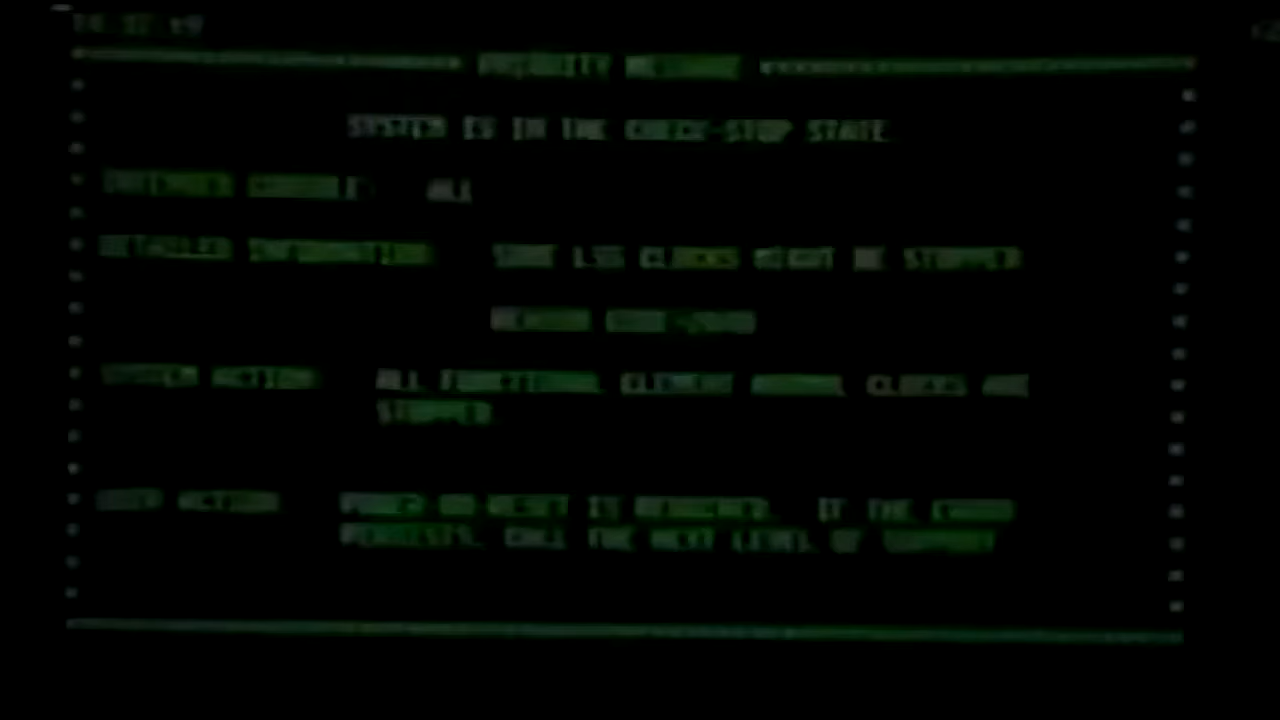 PRIORITY MESSAGE
SYSTEM IS IN THE CHECK-STOP STATE.
ALL
DETAILED INFORMATION SOME LSS CLOCKS MIGHT BE STOPPED
SYSTEM ACTION ALL FUNCTIONAL ELEMENT NORMAL CLOCKS ARE
STOPPED
USER ACTION POWER-ON-RESET IS REQUIRED. IF THE ERROR
PERSISTS, CALL THE NEXT LEVEL OF SUPPORT